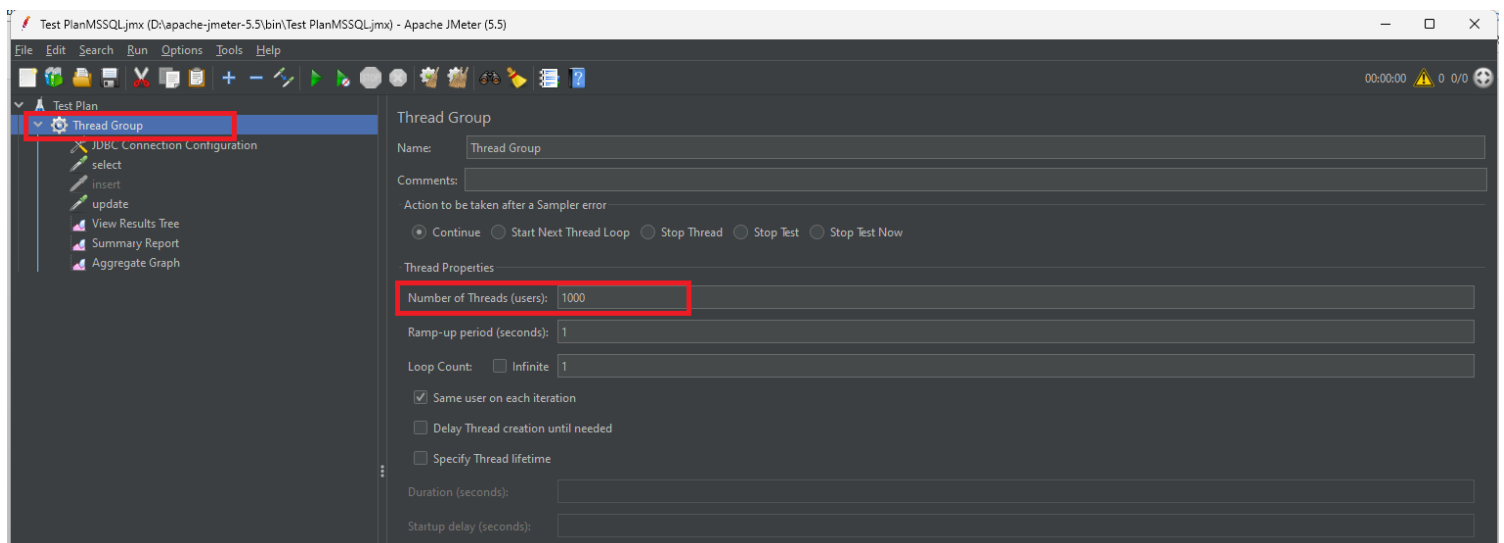 Test PlanMSSQL.jmx (D:\apache-jmeter-5.5\bin\Test PlanMSSQL.jmx) - Apache JMeter (5.5)
File Edit Search Run Options Tools Help
00:00:00 0 0/0
Test Plan
Thread Group
JDBC Connection Configuration
select
insert
update
View Results Tree
Summary Report
Aggregate Graph
Thread Group
Name: Thread Group
Comments:
Action to be taken after a Sampler error
Continue Start Next Thread Loop Stop Thread Stop Test Stop Test Now
Thread Properties
Number of Threads (users): 1000
Ramp-up period (seconds): 1
Loop Count: Infinite 1
Same user on each iteration
Delay Thread creation until needed
Specify Thread lifetime
Duration (seconds):
Startup delay (seconds):